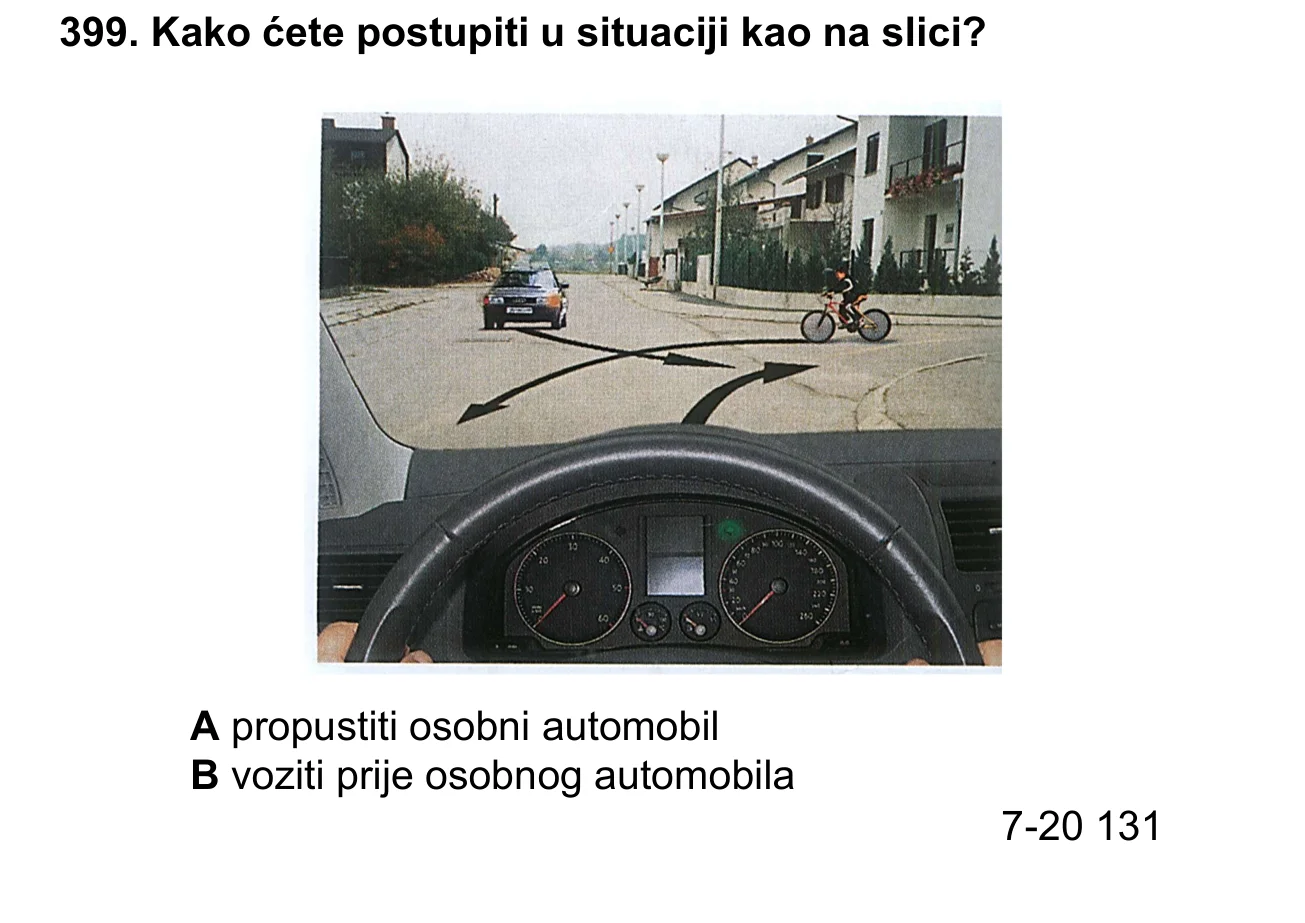 399. Kako ćete postupiti u situaciji kao na slici?
A propustiti osobni automobil
B voziti prije osobnog automobila
7-20 131